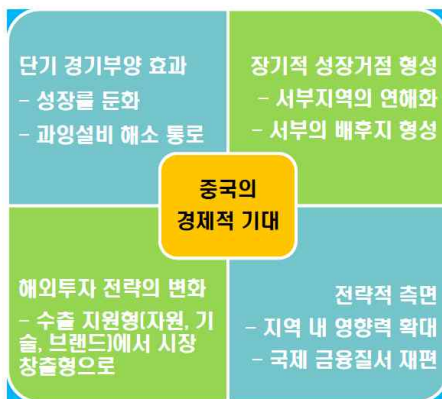 단기 경기부양 효과
- 성장률 둔화
- 과잉설비 해소 통로
장기적 성장거점 형성
- 서부지역의 연해화
- 서부의 배후지 형성
중국의
경제적 기대
해외투자 전략의 변화
- 수출 지원형(자원, 기
술, 브랜드)에서 시장
창출형으로
전략적 측면
- 지역 내 영향력 확대
- 국제 금융질서 재편